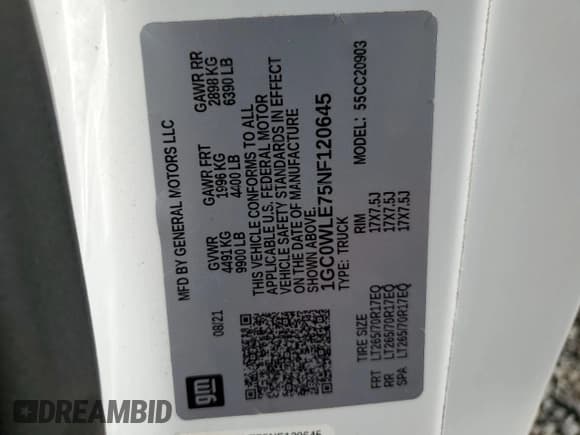 MFD BY GENERAL MOTORS LLC
08/21
GVWR GAWR FRT GAWR RR
4491 KG 1996 KG 2898 KG
9900 LB 4400 LB 6390 LB
THIS VEHICLE CONFORMS TO ALL
APPLICABLE U.S. FEDERAL MOTOR
VEHICLE SAFETY STANDARDS IN EFFECT
ON THE DATE OF MANUFACTURE
SHOWN ABOVE.
1GC0WLE75NF120645
TYPE: TRUCK MODEL: 55CC20903
gm
TIRE SIZE RIM
FRT LT265/70R17EQ 17X7.5J
RR LT265/70R17EQ 17X7.5J
SPA LT265/70R17EQ 17X7.5J
DREAMBID